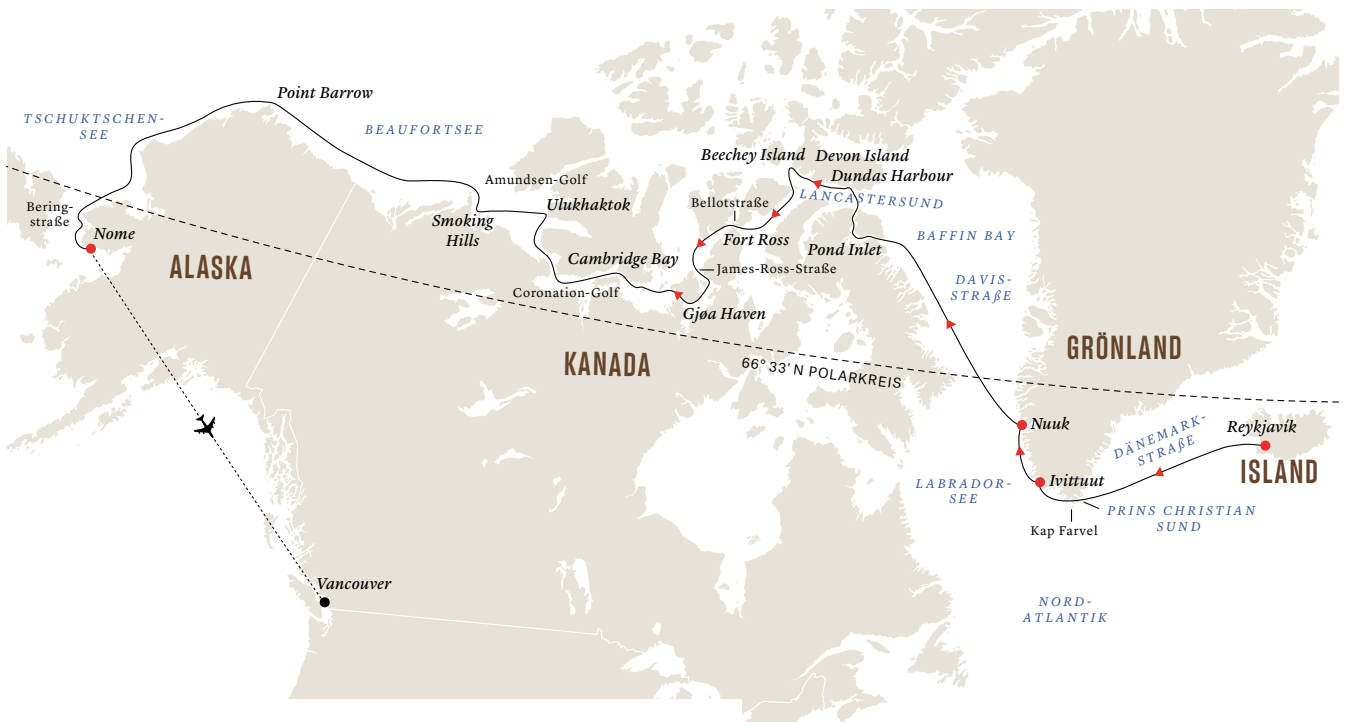 Point Barrow
TSCHUKTSCHEN-
SEE
BEAUFORTSEE
Beechey Island
Devon Island
Dundas Harbour
Amundsen-Golf
LANCASTERSUND
Bering-
straße
Ulukhaktok
Bellotstraße
Smoking
Hills
Nome
Fort Ross
BAFFIN BAY
Pond Inlet
ALASKA
Cambridge Bay
James-Ross-Straße
DAVIS-
STRAßE
Coronation-Golf
Gjøa Haven
GRÖNLAND
KANADA
66° 33' N POLARKREIS
Nuuk
DÄNEMARK-
STRAßE
Reykjavík
ISLAND
LABRADOR-
SEE
Ivittuut
PRINS CHRISTIAN
SUND
Kap Farvel
Vancouver
NORD-
ATLANTIK